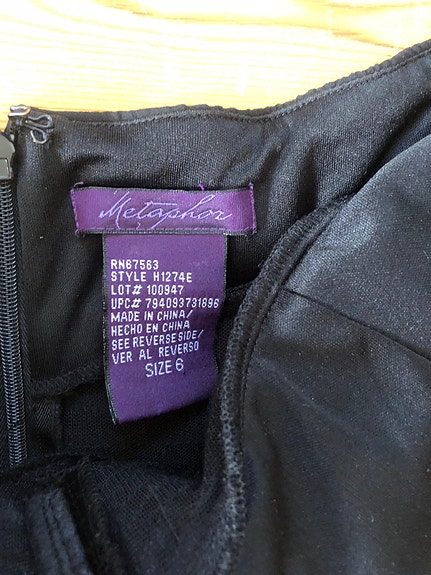 Metaphor
RN67563
STYLE H1274E
LOT# 100947
UPC# 794093731896
MADE IN CHINA/
HECHO EN CHINA
SEE REVERSE SIDE/
VER AL REVERSO
SIZE 6